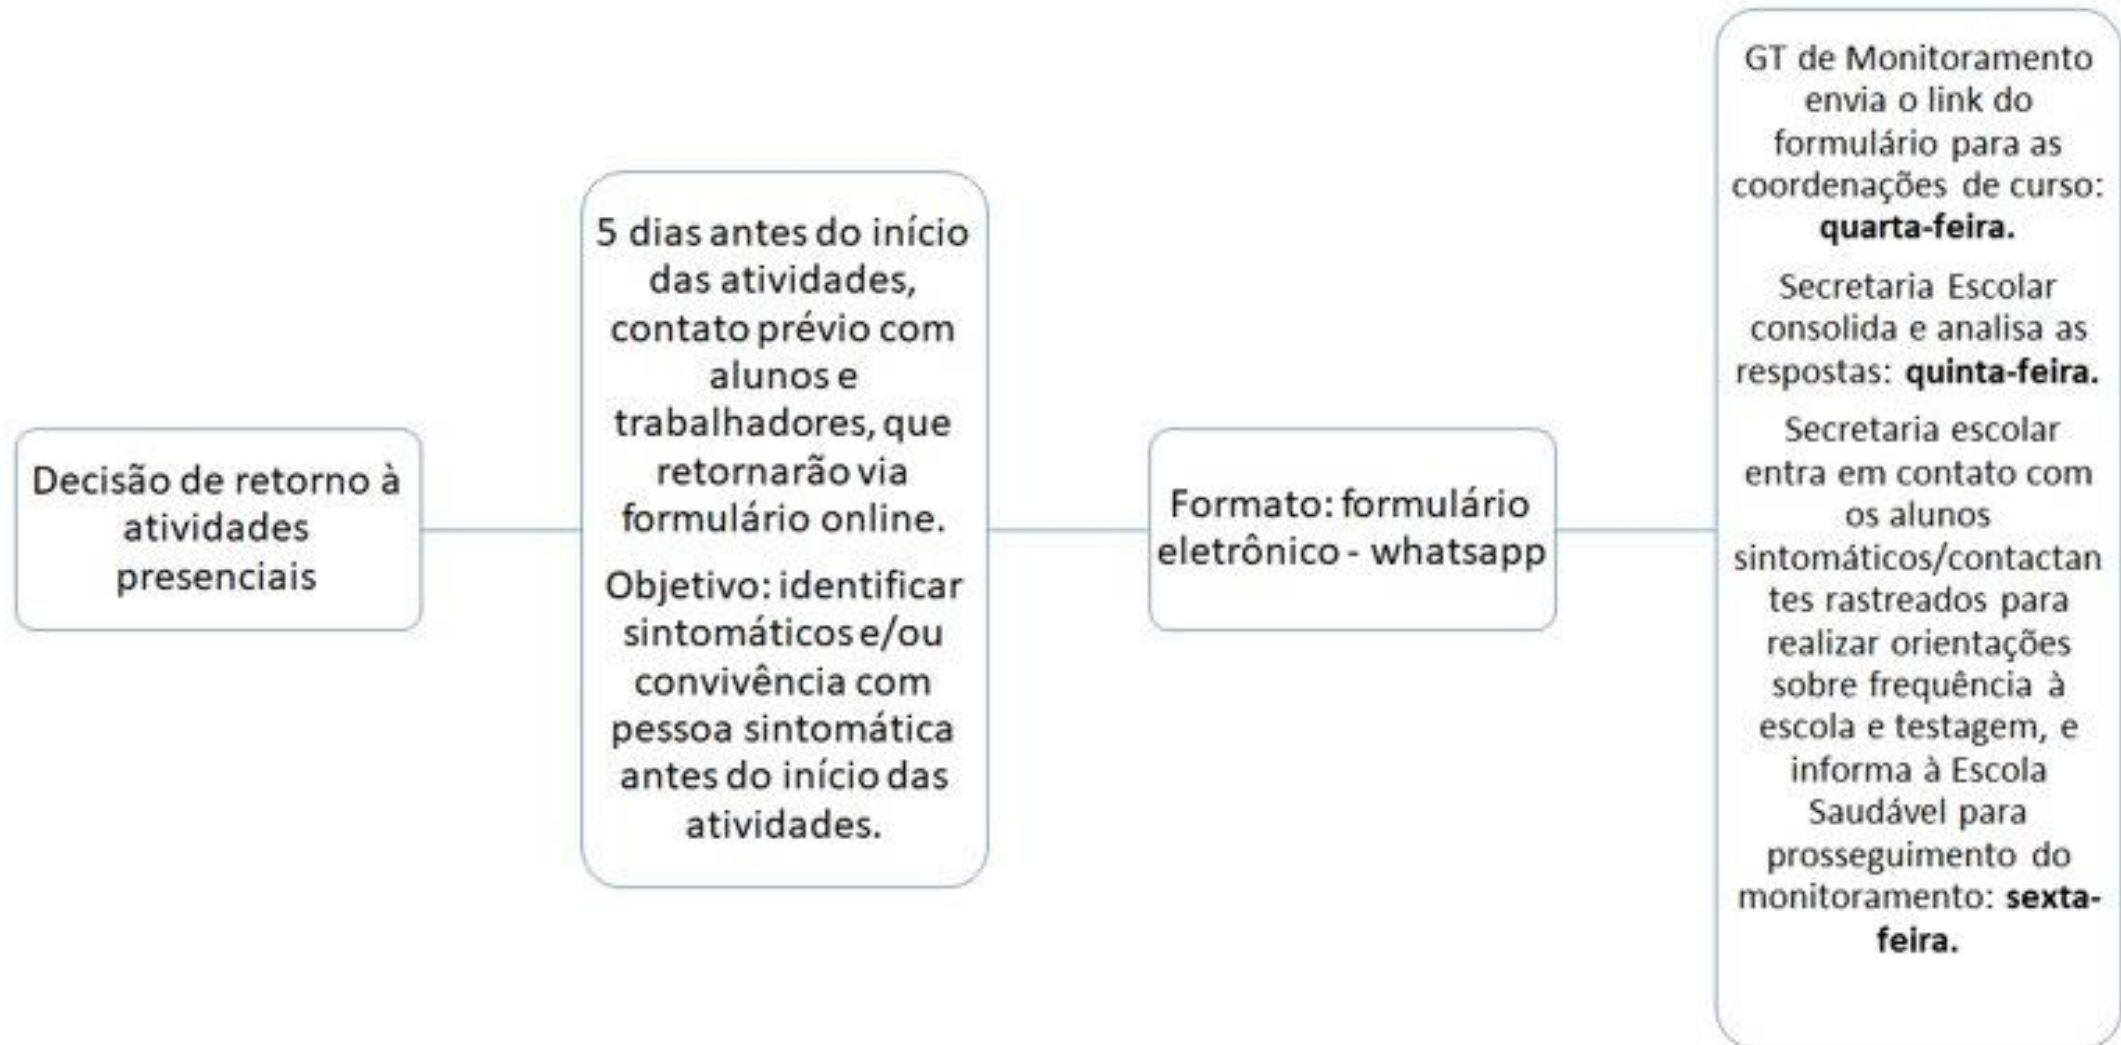 Decisão de retorno à
atividades
presenciais
5 dias antes do início
das atividades,
contato prévio com
alunos e
trabalhadores, que
retornarão via
formulário online.
Objetivo: identificar
sintomáticos e/ou
convivência com
pessoa sintomática
antes do início das
atividades.
Formato: formulário
eletrônico - whatsapp
GT de Monitoramento
envia o link do
formulário para as
coordenações de curso:
quarta-feira.
Secretaria Escolar
consolida e analisa as
respostas: quinta-feira.
Secretaria escolar
entra em contato com
os alunos
sintomáticos/contactan
tes rastreados para
realizar orientações
sobre frequência à
escola e testagem, e
informa à Escola
Saudável para
prosseguimento do
monitoramento: sexta-
feira.